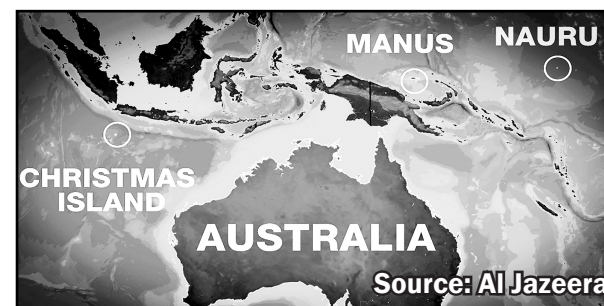 MANUS
NAURU
CHRISTMAS
ISLAND
AUSTRALIA
Source: Al Jazeera